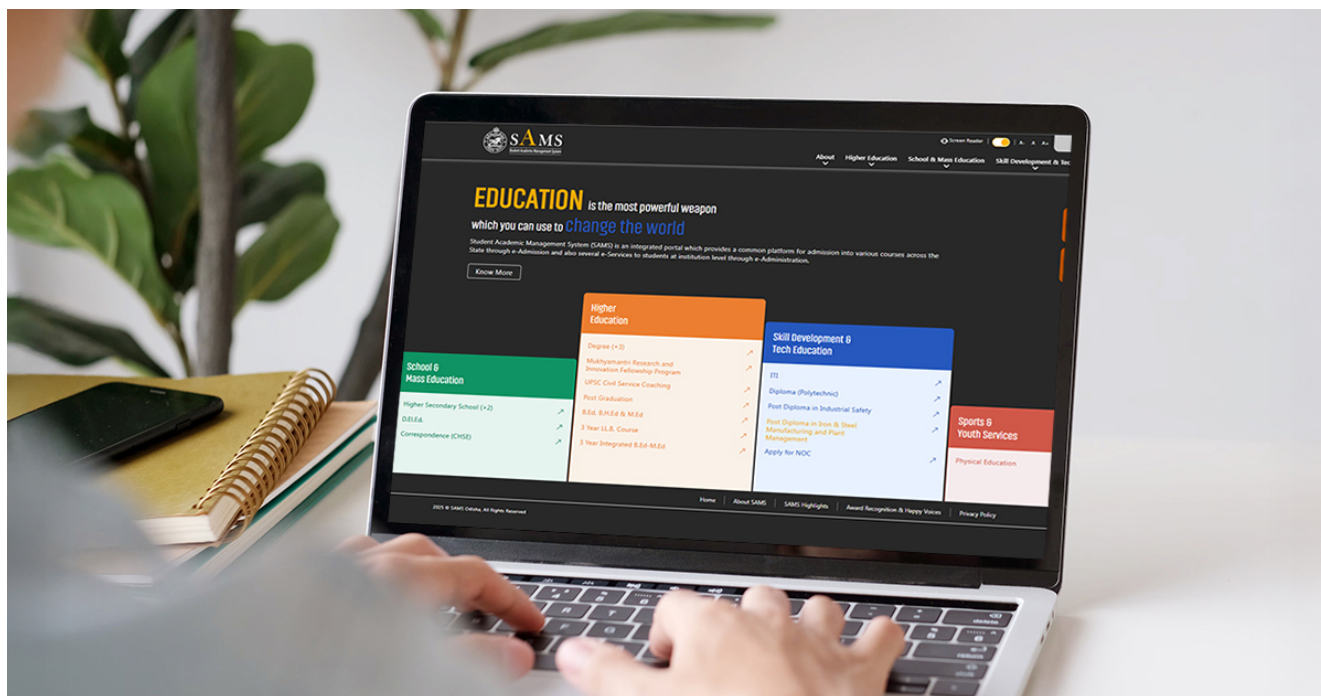 SAMS
Student Academic Management System
Screen Reader | | A- A A+
About Higher Education School & Mass Education Skill Development & Tec
EDUCATION is the most powerful weapon
which you can use to change the world
Student Academic Management System (SAMS) is an integrated portal which provides a common platform for admission into various courses across the
State through e-Admission and also several e-Services to students at institution level through e-Administration.
Know More
School &
Mass Education
Higher Secondary School (+2)
D.El.Ed.
Correspondence (CHSE)
Higher
Education
Degree (+3)
Mukhyamantri Research and
Innovation Fellowship Program
UPSC Civil Service Coaching
Post Graduation
B.Ed, B.H.Ed & M.Ed
3 Year LL.B. Course
3 Year Integrated B.Ed-M.Ed
Skill Development &
Tech Education
ITI
Diploma (Polytechnic)
Post Diploma in Industrial Safety
Post Diploma in Iron & Steel
Manufacturing and Plant
Management
Apply for NOC
Sports &
Youth Services
Physical Education
2025 © SAMS Odisha, All Rights Reserved
Home | About SAMS | SAMS Highlights | Award Recognition & Happy Voices | Privacy Policy
delete
return